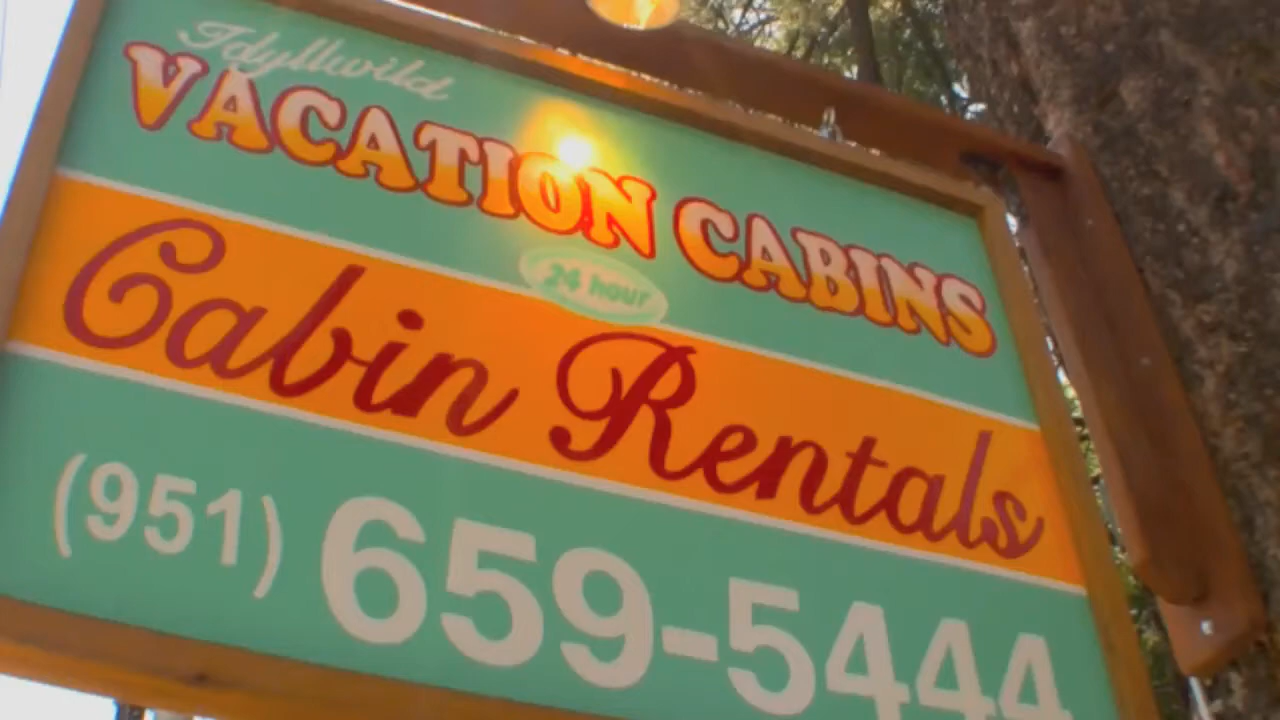 Idyllwild
VACATION CABINS
24 hour
Cabin Rentals
(951) 659-5444